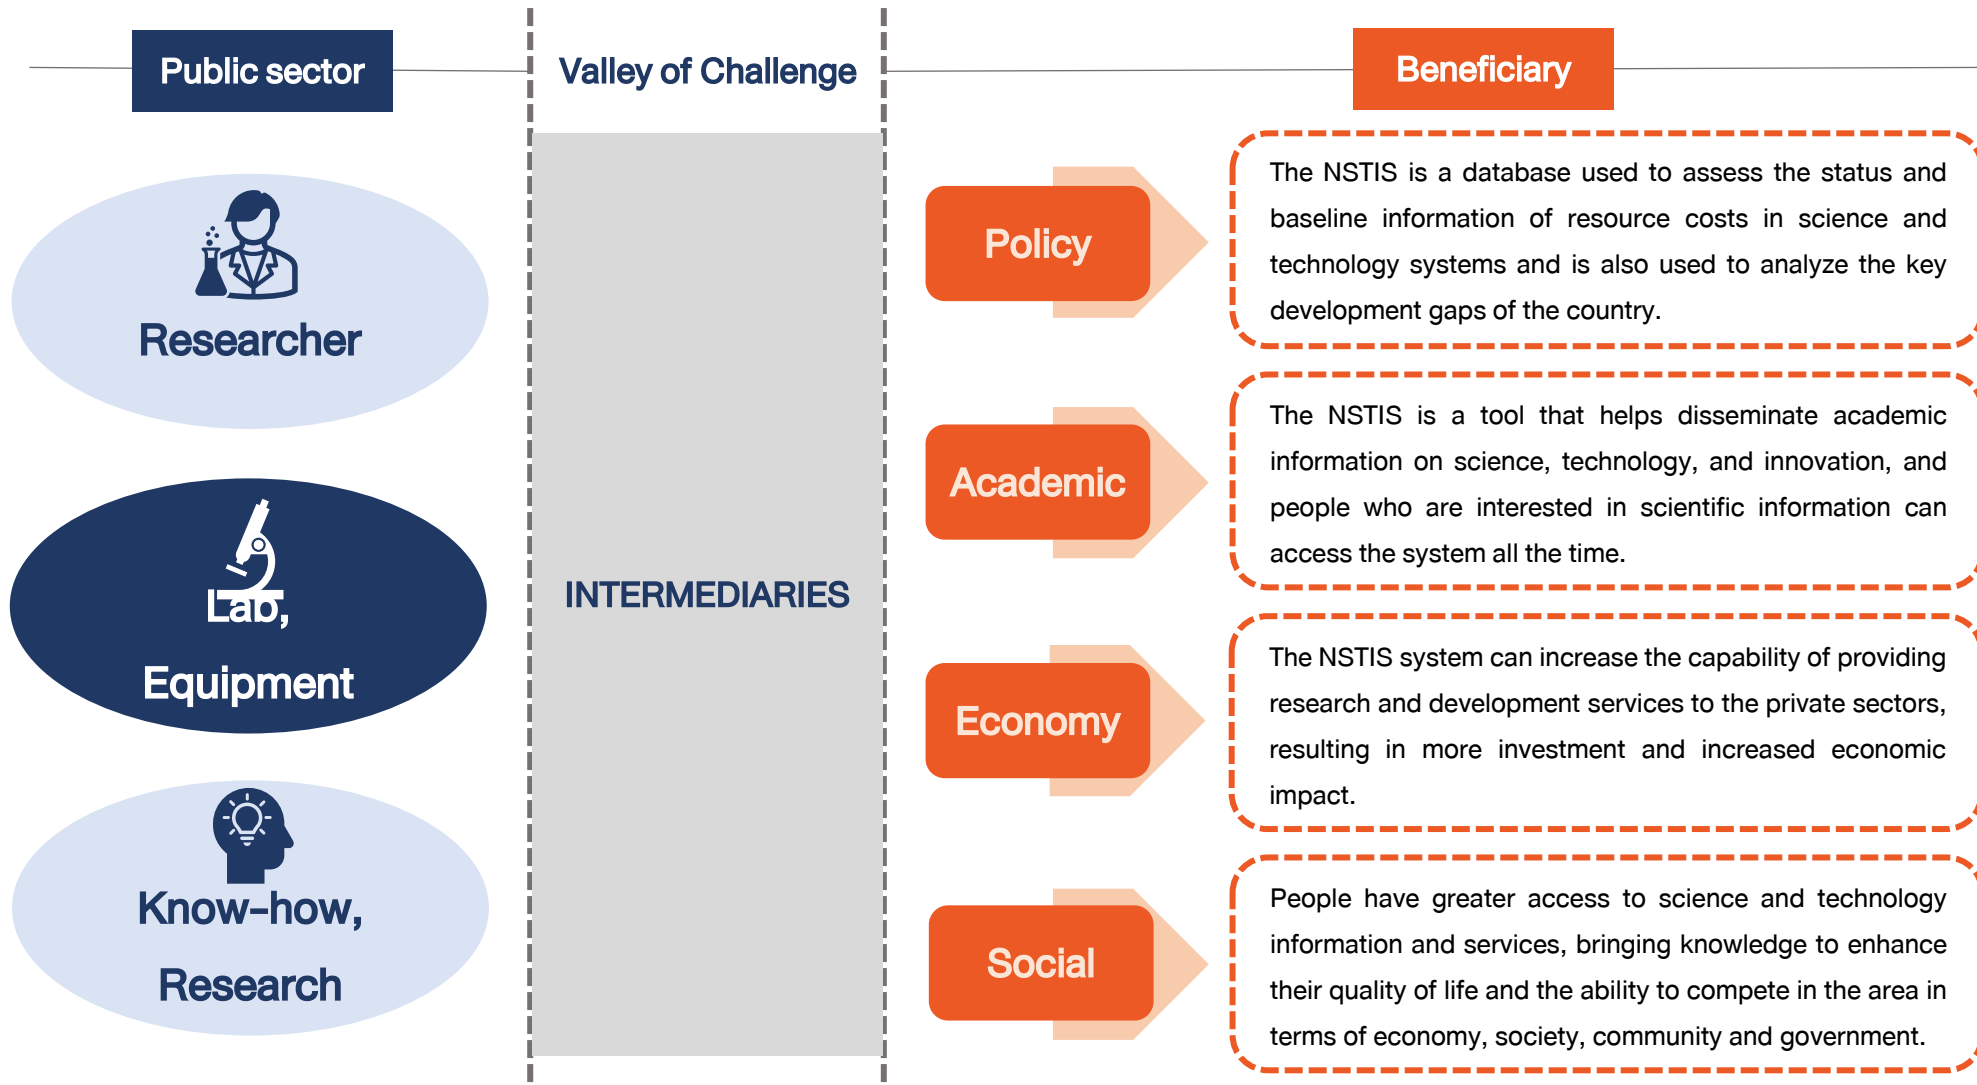 Public sector
Valley of Challenge
Beneficiary
Researcher
Lab,
Equipment
Know-how,
Research
INTERMEDIARIES
Policy
The NSTIS is a database used to assess the status and
baseline information of resource costs in science and
technology systems and is also used to analyze the key
development gaps of the country.
Academic
The NSTIS is a tool that helps disseminate academic
information on science, technology, and innovation, and
people who are interested in scientific information can
access the system all the time.
Economy
The NSTIS system can increase the capability of providing
research and development services to the private sectors,
resulting in more investment and increased economic
impact.
Social
People have greater access to science and technology
information and services, bringing knowledge to enhance
their quality of life and the ability to compete in the area in
terms of economy, society, community and government.